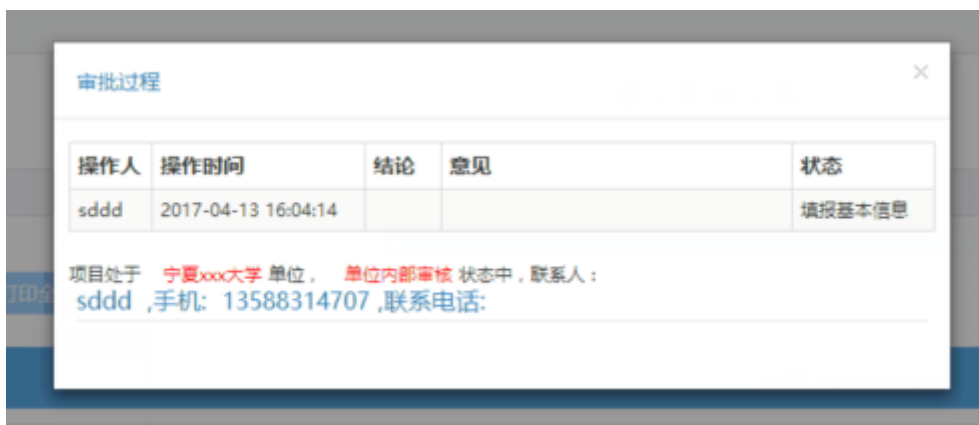 审批过程 ×
操作人 操作时间 结论 意见 状态
sddd 2017-04-13 16:04:14 填报基本信息
项目处于 宁夏xxx大学 单位， 单位内部审核 状态中，联系人：
打印全
sddd ,手机: 13588314707 ,联系电话: